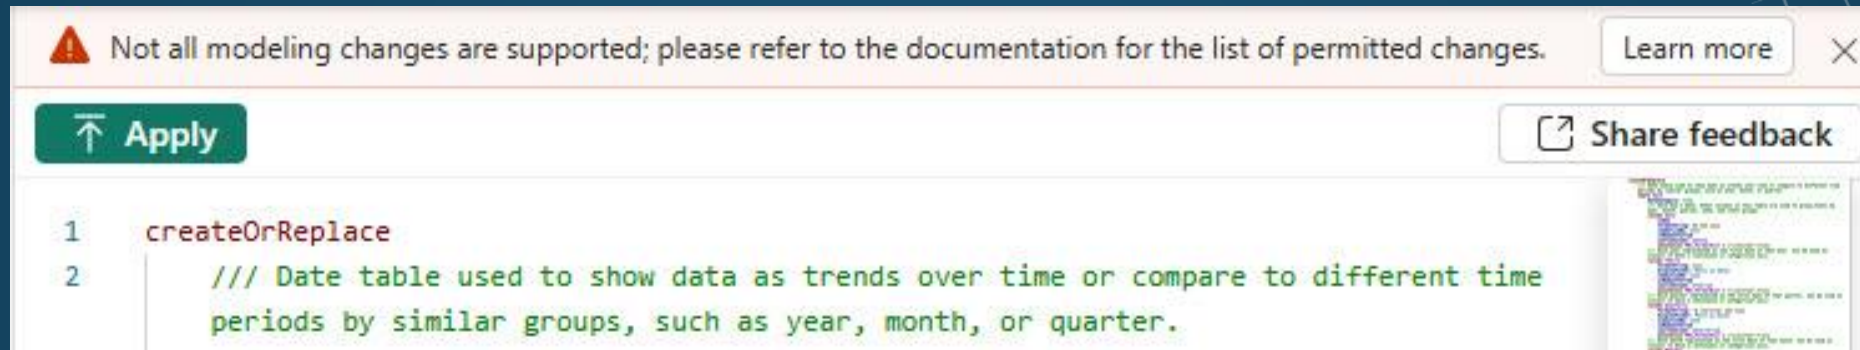 Not all modeling changes are supported; please refer to the documentation for the list of permitted changes.
Learn more
Apply
Share feedback
1 createOrReplace
2 /// Date table used to show data as trends over time or compare to different time
periods by similar groups, such as year, month, or quarter.